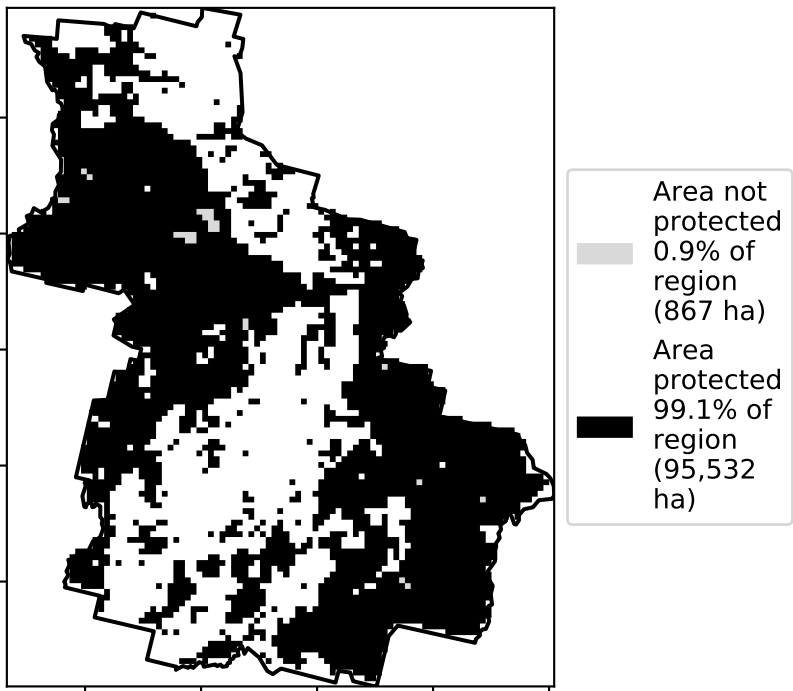 Area not
protected
0.9% of
region
(867 ha)
Area
protected
99.1% of
region
(95,532
ha)